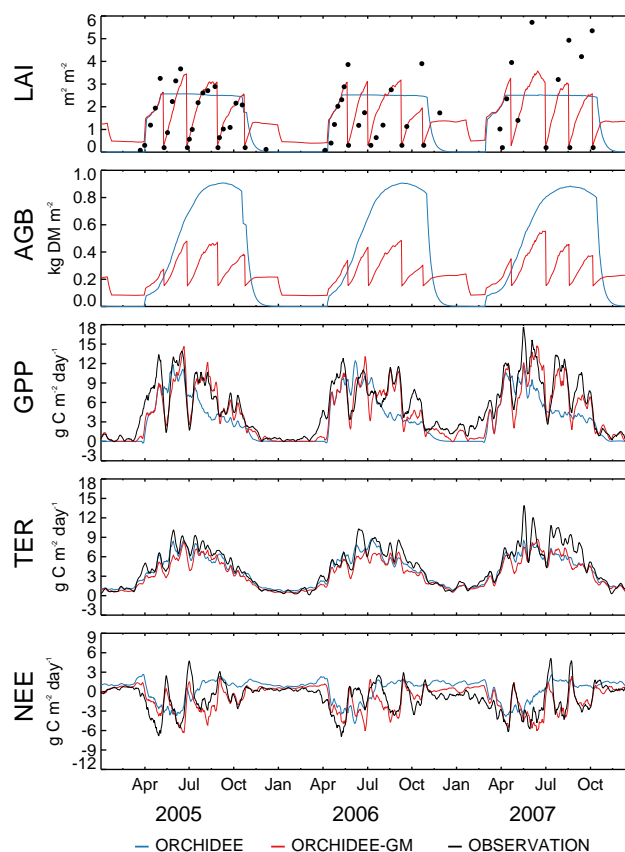 LAI
m² m⁻²
6
5
4
3
2
1
0
AGB
kg DM m⁻²
1.0
0.8
0.6
0.4
0.2
0.0
GPP
g C m⁻² day⁻¹
18
15
12
9
6
3
0
-3
TER
g C m⁻² day⁻¹
18
15
12
9
6
3
0
-3
NEE
g C m⁻² day⁻¹
9
6
3
0
-3
-6
-9
-12
Apr Jul Oct Jan Apr Jul Oct Jan Apr Jul Oct
2005 2006 2007
ORCHIDEE ORCHIDEE-GM OBSERVATION